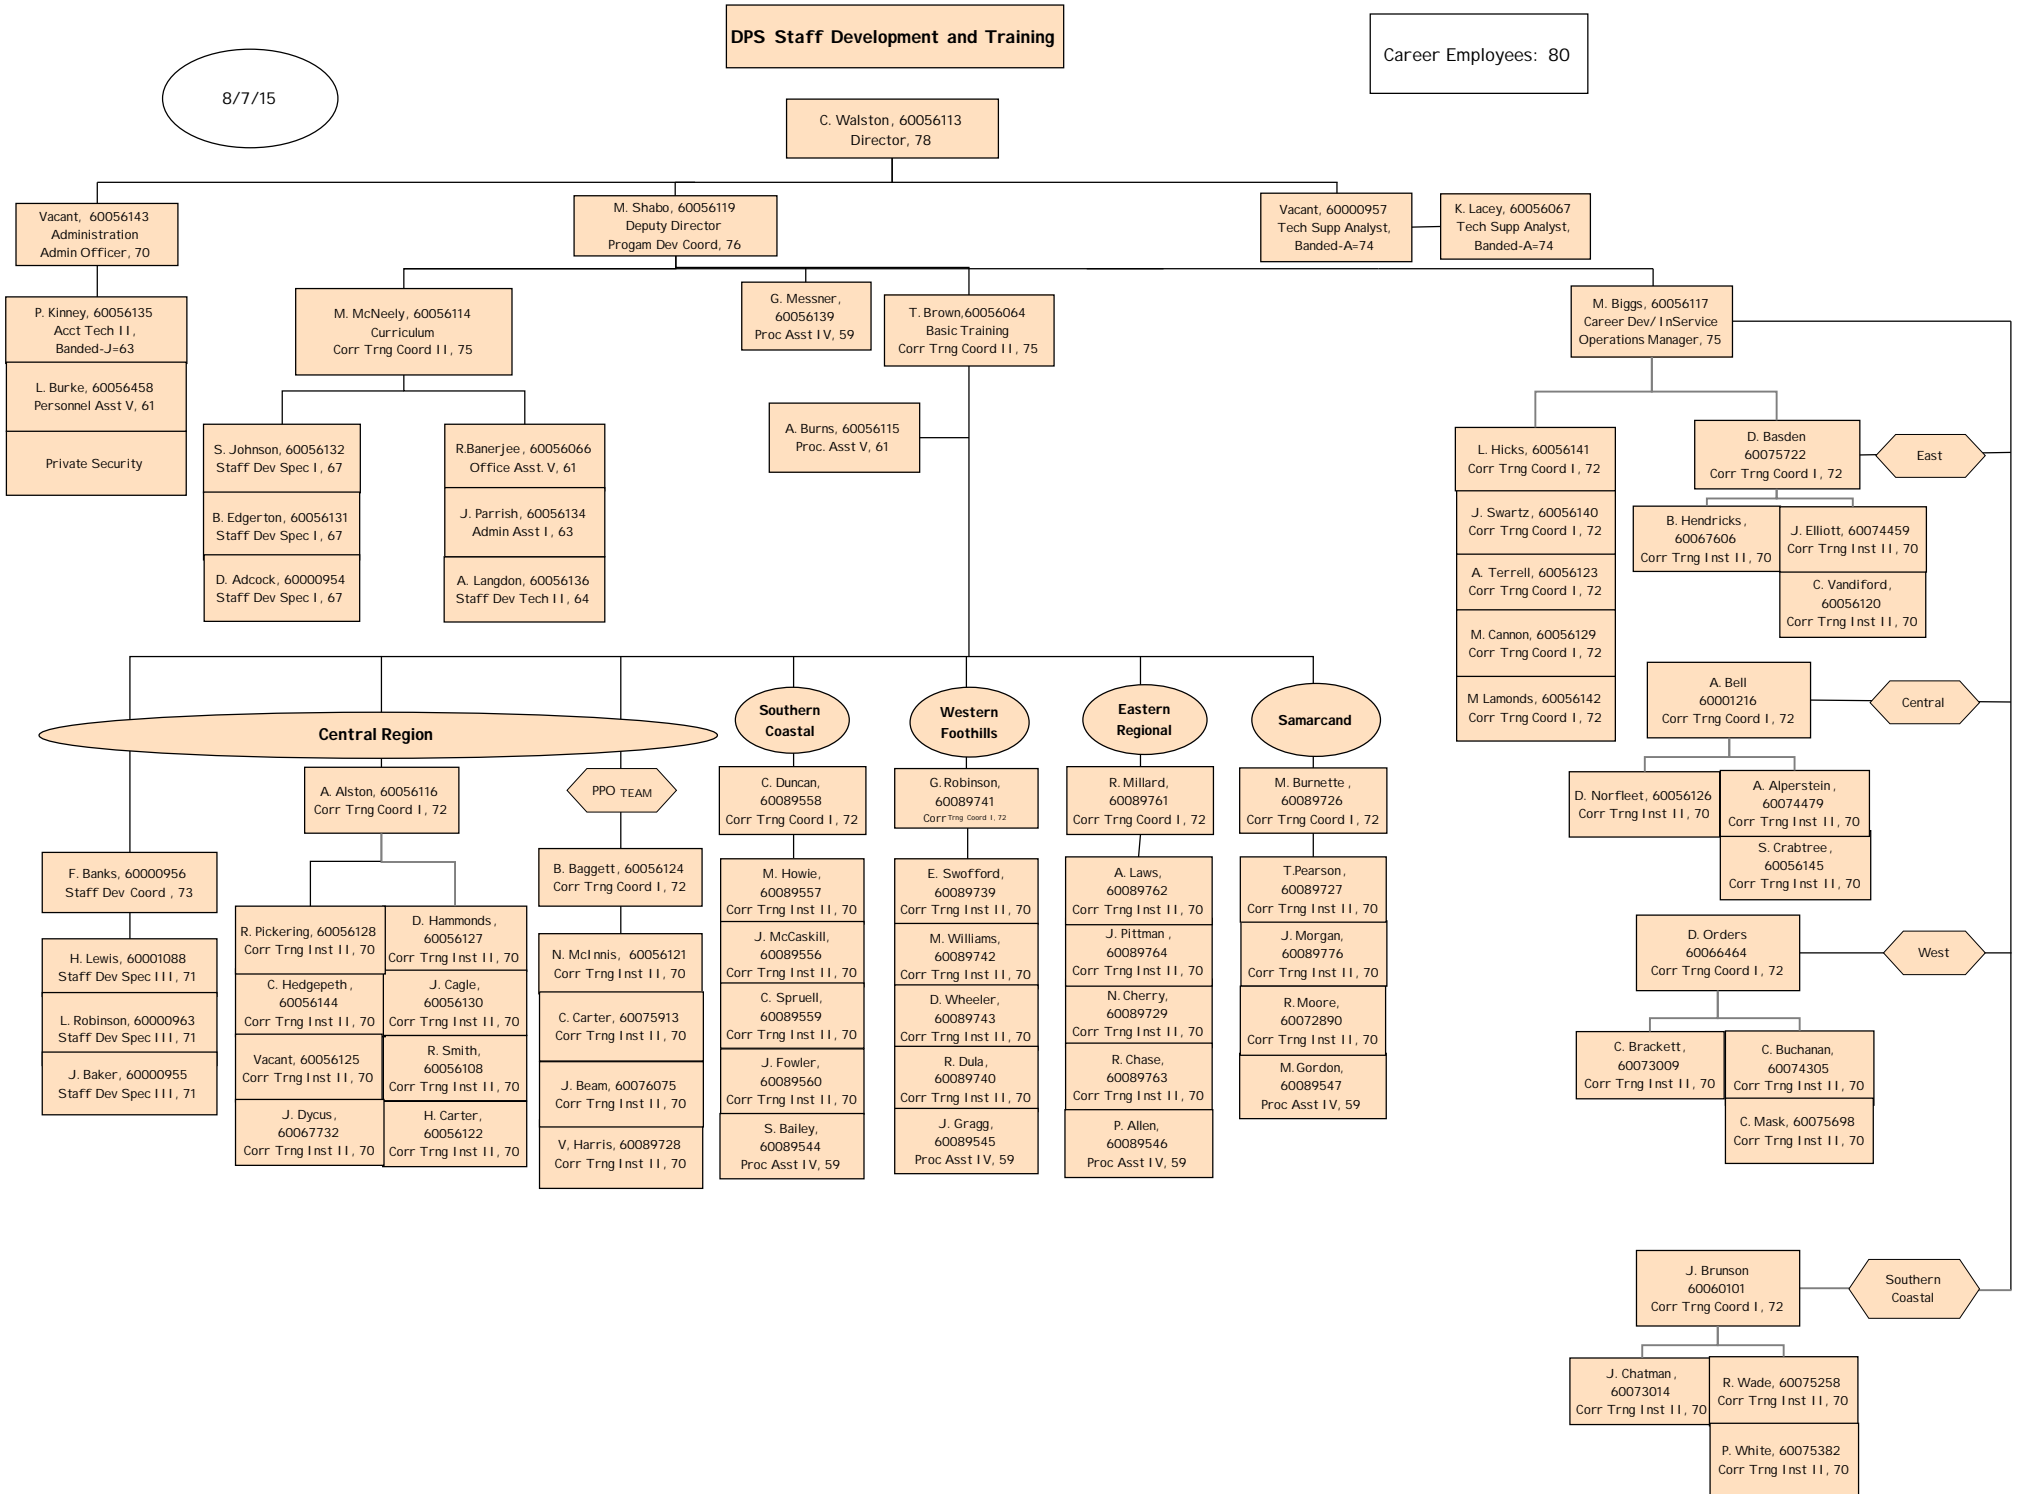 DPS Staff Development and Training
Career Employees: 80
8/7/15
C. Walston, 60056113
Director, 78
Vacant, 60056143
Administration
Admin Officer, 70
M. Shabo, 60056119
Deputy Director
Progam Dev Coord, 76
Vacant, 60000957
Tech Supp Analyst,
Banded-A=74
K. Lacey, 60056067
Tech Supp Analyst,
Banded-A=74
P. Kinney, 60056135
Acct Tech II,
Banded-J=63
L. Burke, 60056458
Personnel Asst V, 61
Private Security
M. McNeely, 60056114
Curriculum
Corr Trng Coord II, 75
G. Messner,
60056139
Proc Asst IV, 59
T. Brown,60056064
Basic Training
Corr Trng Coord II, 75
M. Biggs, 60056117
Career Dev/InService
Operations Manager, 75
A. Burns, 60056115
Proc. Asst V, 61
S. Johnson, 60056132
Staff Dev Spec I, 67
B. Edgerton, 60056131
Staff Dev Spec I, 67
D. Adcock, 60000954
Staff Dev Spec I, 67
R.Banerjee, 60056066
Office Asst. V, 61
J. Parrish, 60056134
Admin Asst I, 63
A. Langdon, 60056136
Staff Dev Tech II, 64
L. Hicks, 60056141
Corr Trng Coord I, 72
J. Swartz, 60056140
Corr Trng Coord I, 72
A. Terrell, 60056123
Corr Trng Coord I, 72
M. Cannon, 60056129
Corr Trng Coord I, 72
M Lamonds, 60056142
Corr Trng Coord I, 72
D. Basden
60075722
Corr Trng Coord I, 72
East
B. Hendricks,
60067606
Corr Trng Inst II, 70
J. Elliott, 60074459
Corr Trng Inst II, 70
C. Vandiford,
60056120
Corr Trng Inst II, 70
A. Bell
60001216
Corr Trng Coord I, 72
Central
D. Norfleet, 60056126
Corr Trng Inst II, 70
A. Alperstein,
60074479
Corr Trng Inst II, 70
S. Crabtree,
60056145
Corr Trng Inst II, 70
D. Orders
60066464
Corr Trng Coord I, 72
West
C. Brackett,
60073009
Corr Trng Inst II, 70
C. Buchanan,
60074305
Corr Trng Inst II, 70
C. Mask, 60075698
Corr Trng Inst II, 70
J. Brunson
60060101
Corr Trng Coord I, 72
Southern
Coastal
J. Chatman,
60073014
Corr Trng Inst II, 70
R. Wade, 60075258
Corr Trng Inst II, 70
P. White, 60075382
Corr Trng Inst II, 70
Central Region
F. Banks, 60000956
Staff Dev Coord , 73
H. Lewis, 60001088
Staff Dev Spec III, 71
L. Robinson, 60000963
Staff Dev Spec III, 71
J. Baker, 60000955
Staff Dev Spec III, 71
A. Alston, 60056116
Corr Trng Coord I, 72
R. Pickering, 60056128
Corr Trng Inst II, 70
C. Hedgepeth,
60056144
Corr Trng Inst II, 70
Vacant, 60056125
Corr Trng Inst II, 70
J. Dycus,
60067732
Corr Trng Inst II, 70
D. Hammonds,
60056127
Corr Trng Inst II, 70
J. Cagle,
60056130
Corr Trng Inst II, 70
R. Smith,
60056108
Corr Trng Inst II, 70
H. Carter,
60056122
Corr Trng Inst II, 70
PPO TEAM
B. Baggett, 60056124
Corr Trng Coord I, 72
N. McInnis, 60056121
Corr Trng Inst II, 70
C. Carter, 60075913
Corr Trng Inst II, 70
J. Beam, 60076075
Corr Trng Inst II, 70
V, Harris, 60089728
Corr Trng Inst II, 70
Southern
Coastal
C. Duncan,
60089558
Corr Trng Coord I, 72
M. Howie,
60089557
Corr Trng Inst II, 70
J. McCaskill,
60089556
Corr Trng Inst II, 70
C. Spruell,
60089559
Corr Trng Inst II, 70
J. Fowler,
60089560
Corr Trng Inst II, 70
S. Bailey,
60089544
Proc Asst IV, 59
Western
Foothills
G. Robinson,
60089741
Corr Trng Coord I, 72
E. Swofford,
60089739
Corr Trng Inst II, 70
M. Williams,
60089742
Corr Trng Inst II, 70
D. Wheeler,
60089743
Corr Trng Inst II, 70
R. Dula,
60089740
Corr Trng Inst II, 70
J. Gragg,
60089545
Proc Asst IV, 59
Eastern
Regional
R. Millard,
60089761
Corr Trng Coord I, 72
A. Laws,
60089762
Corr Trng Inst II, 70
J. Pittman,
60089764
Corr Trng Inst II, 70
N. Cherry,
60089729
Corr Trng Inst II, 70
R. Chase,
60089763
Corr Trng Inst II, 70
P. Allen,
60089546
Proc Asst IV, 59
Samarcand
M. Burnette,
60089726
Corr Trng Coord I, 72
T.Pearson,
60089727
Corr Trng Inst II, 70
J. Morgan,
60089776
Corr Trng Inst II, 70
R. Moore,
60072890
Corr Trng Inst II, 70
M. Gordon,
60089547
Proc Asst IV, 59